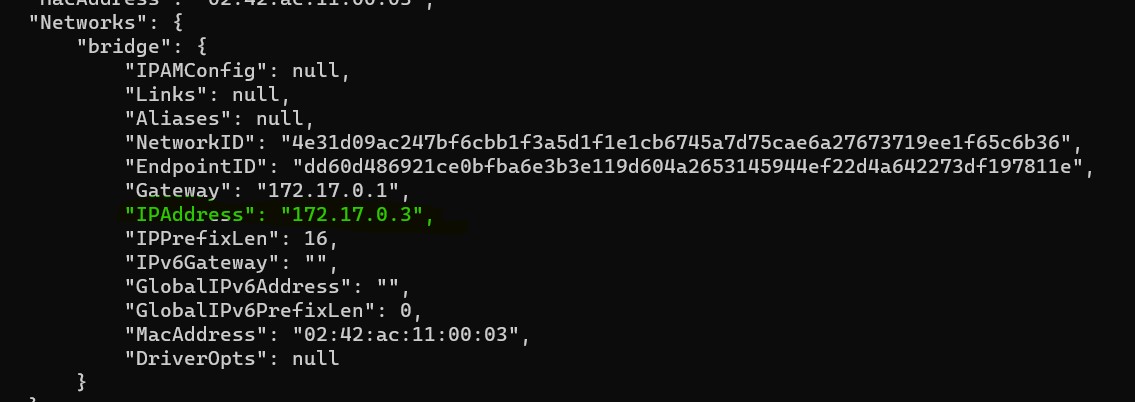 "MacAddress": "02:42:ac:11:00:03",
"Networks": {
"bridge": {
"IPAMConfig": null,
"Links": null,
"Aliases": null,
"NetworkID": "4e31d09ac247bf6cbb1f3a5d1f1e1cb6745a7d75cae6a27673719ee1f65c6b36",
"EndpointID": "dd60d486921ce0bfba6e3b3e119d604a2653145944ef22d4a642273df197811e",
"Gateway": "172.17.0.1",
"IPAddress": "172.17.0.3",
"IPPrefixLen": 16,
"IPv6Gateway": "",
"GlobalIPv6Address": "",
"GlobalIPv6PrefixLen": 0,
"MacAddress": "02:42:ac:11:00:03",
"DriverOpts": null
}
}